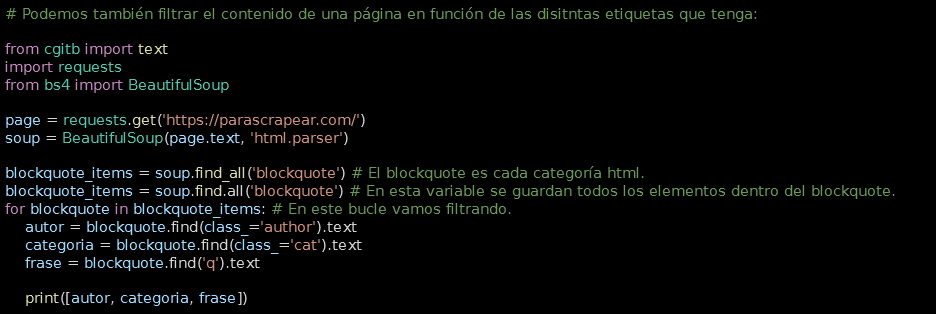 # Podemos también filtrar el contenido de una página en función de las disitntas etiquetas que tenga:
from cgitb import text
import requests
from bs4 import BeautifulSoup
page = requests.get('https://parascrapear.com/')
soup = BeautifulSoup(page.text, 'html.parser')
blockquote_items = soup.find_all('blockquote') # El blockquote es cada categoría html.
blockquote_items = soup.find.all('blockquote') # En esta variable se guardan todos los elementos dentro del blockquote.
for blockquote in blockquote_items: # En este bucle vamos filtrando.
    autor = blockquote.find(class_='author').text
    categoria = blockquote.find(class_='cat').text
    frase = blockquote.find('q').text
    print([autor, categoria, frase])